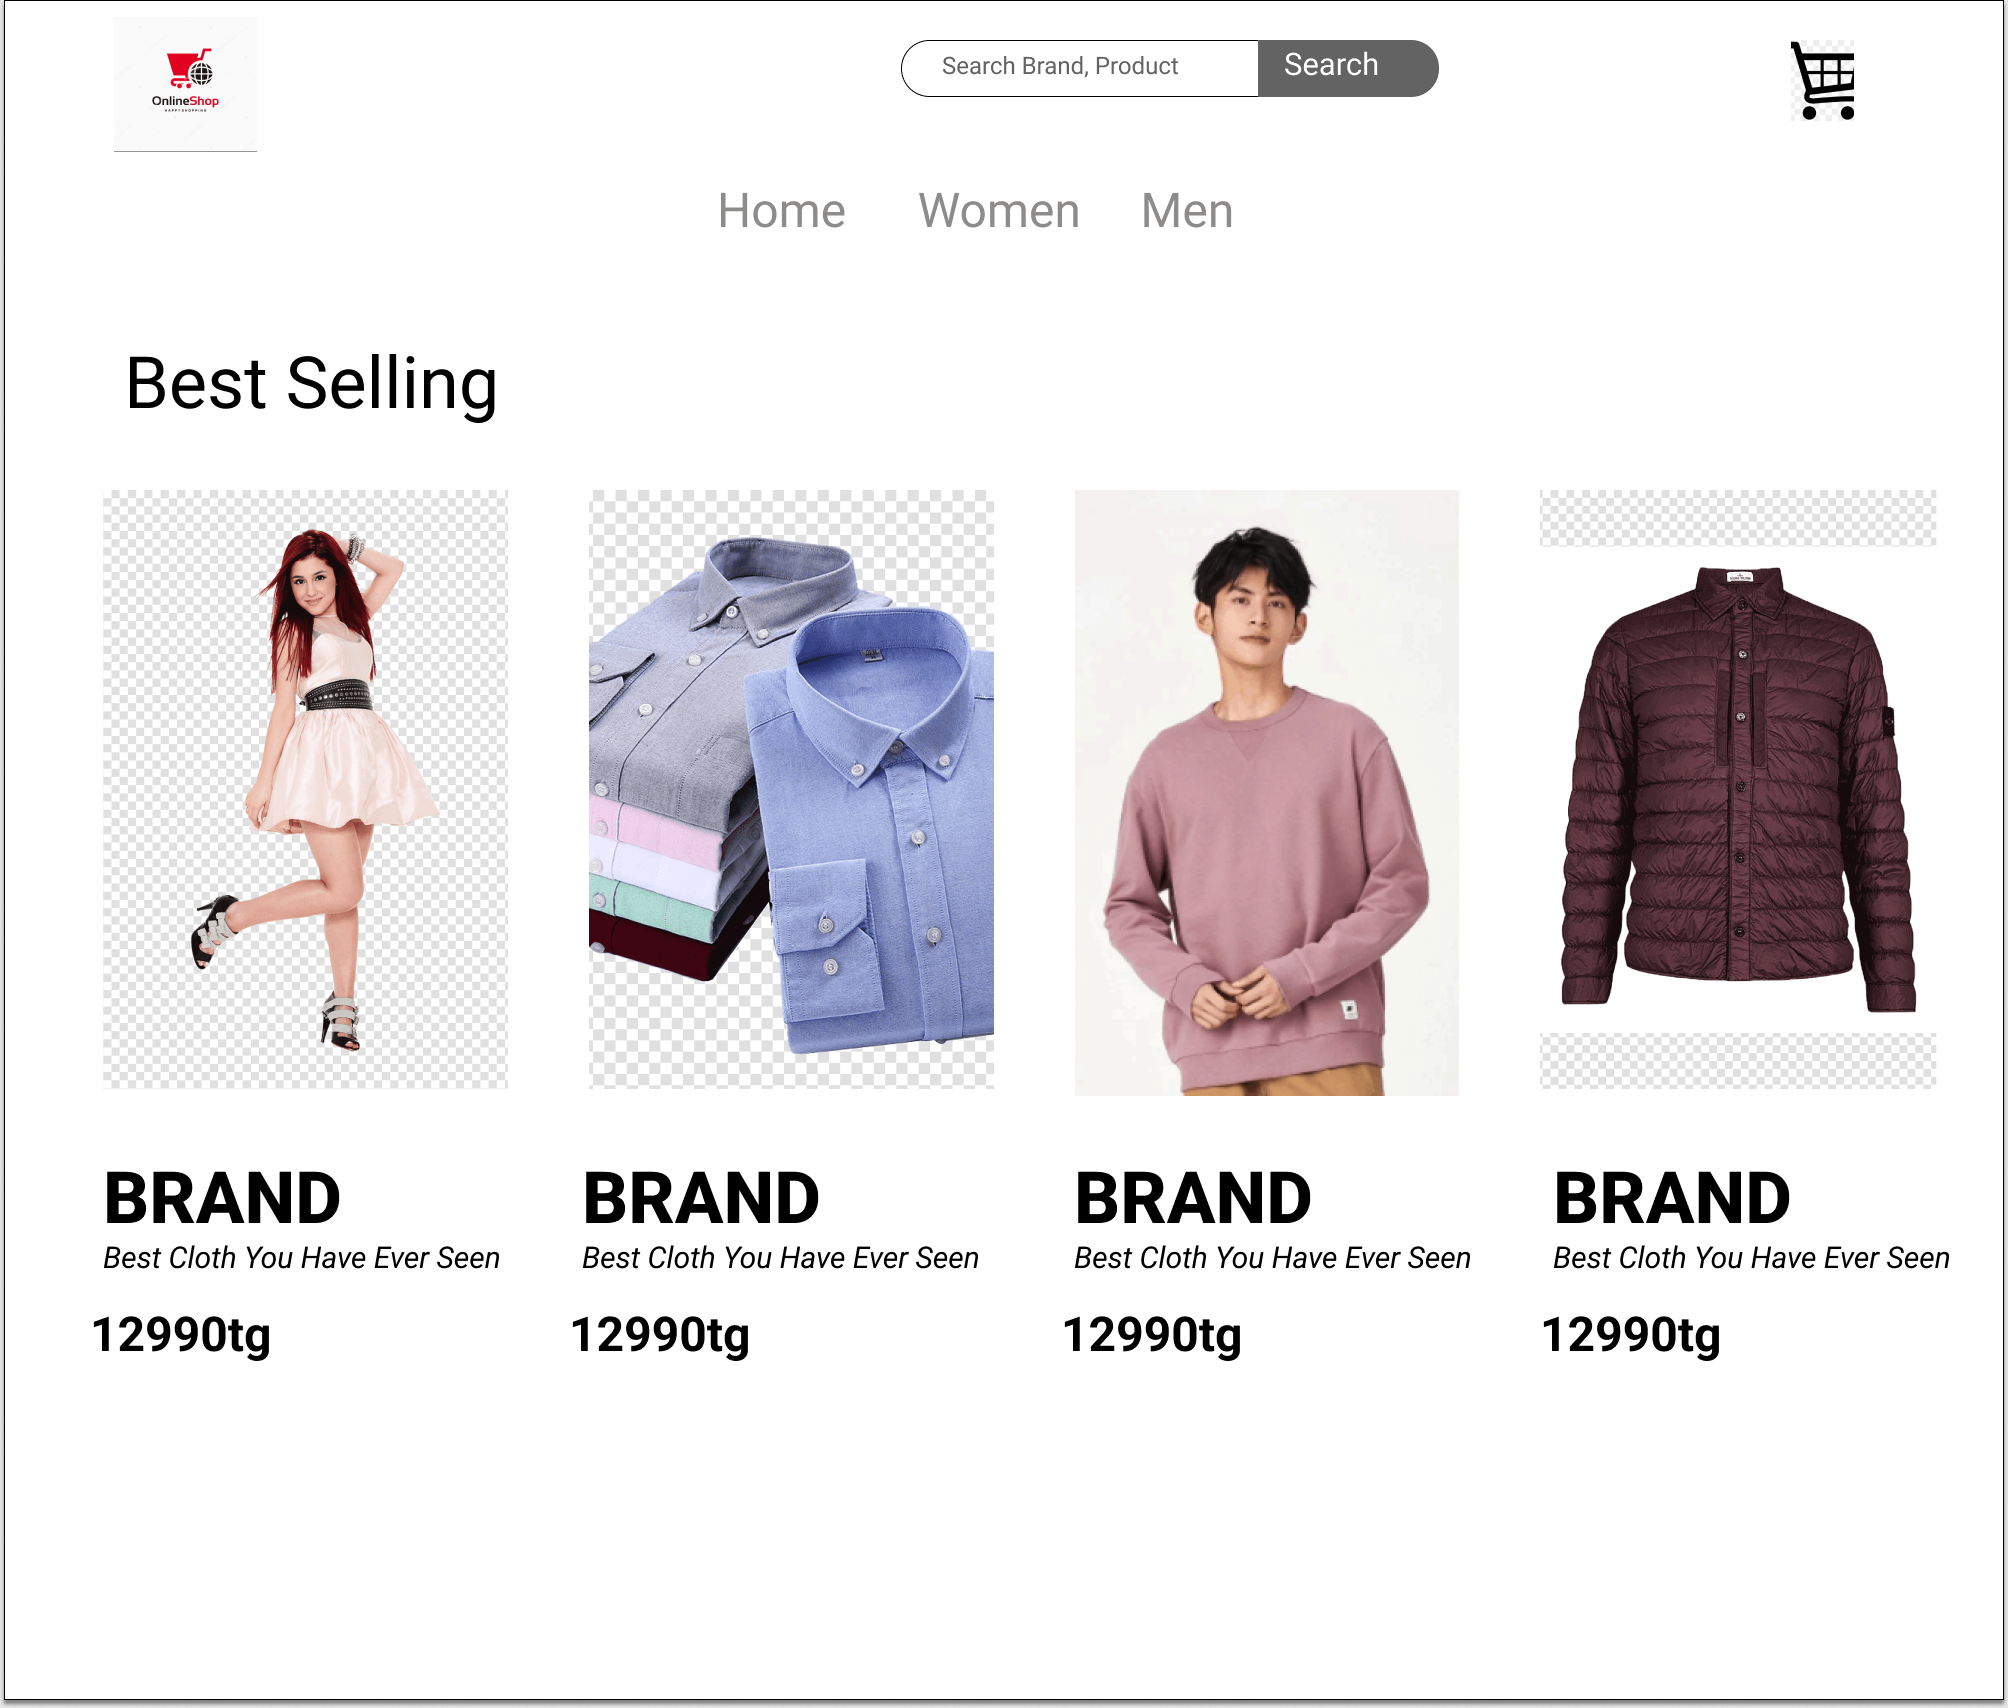 OnlineShop
HAPPY SHOPPING
Search Brand, Product
Search
Home
Women
Men
Best Selling
BRAND
Best Cloth You Have Ever Seen
12990tg
BRAND
Best Cloth You Have Ever Seen
12990tg
BRAND
Best Cloth You Have Ever Seen
12990tg
BRAND
Best Cloth You Have Ever Seen
12990tg